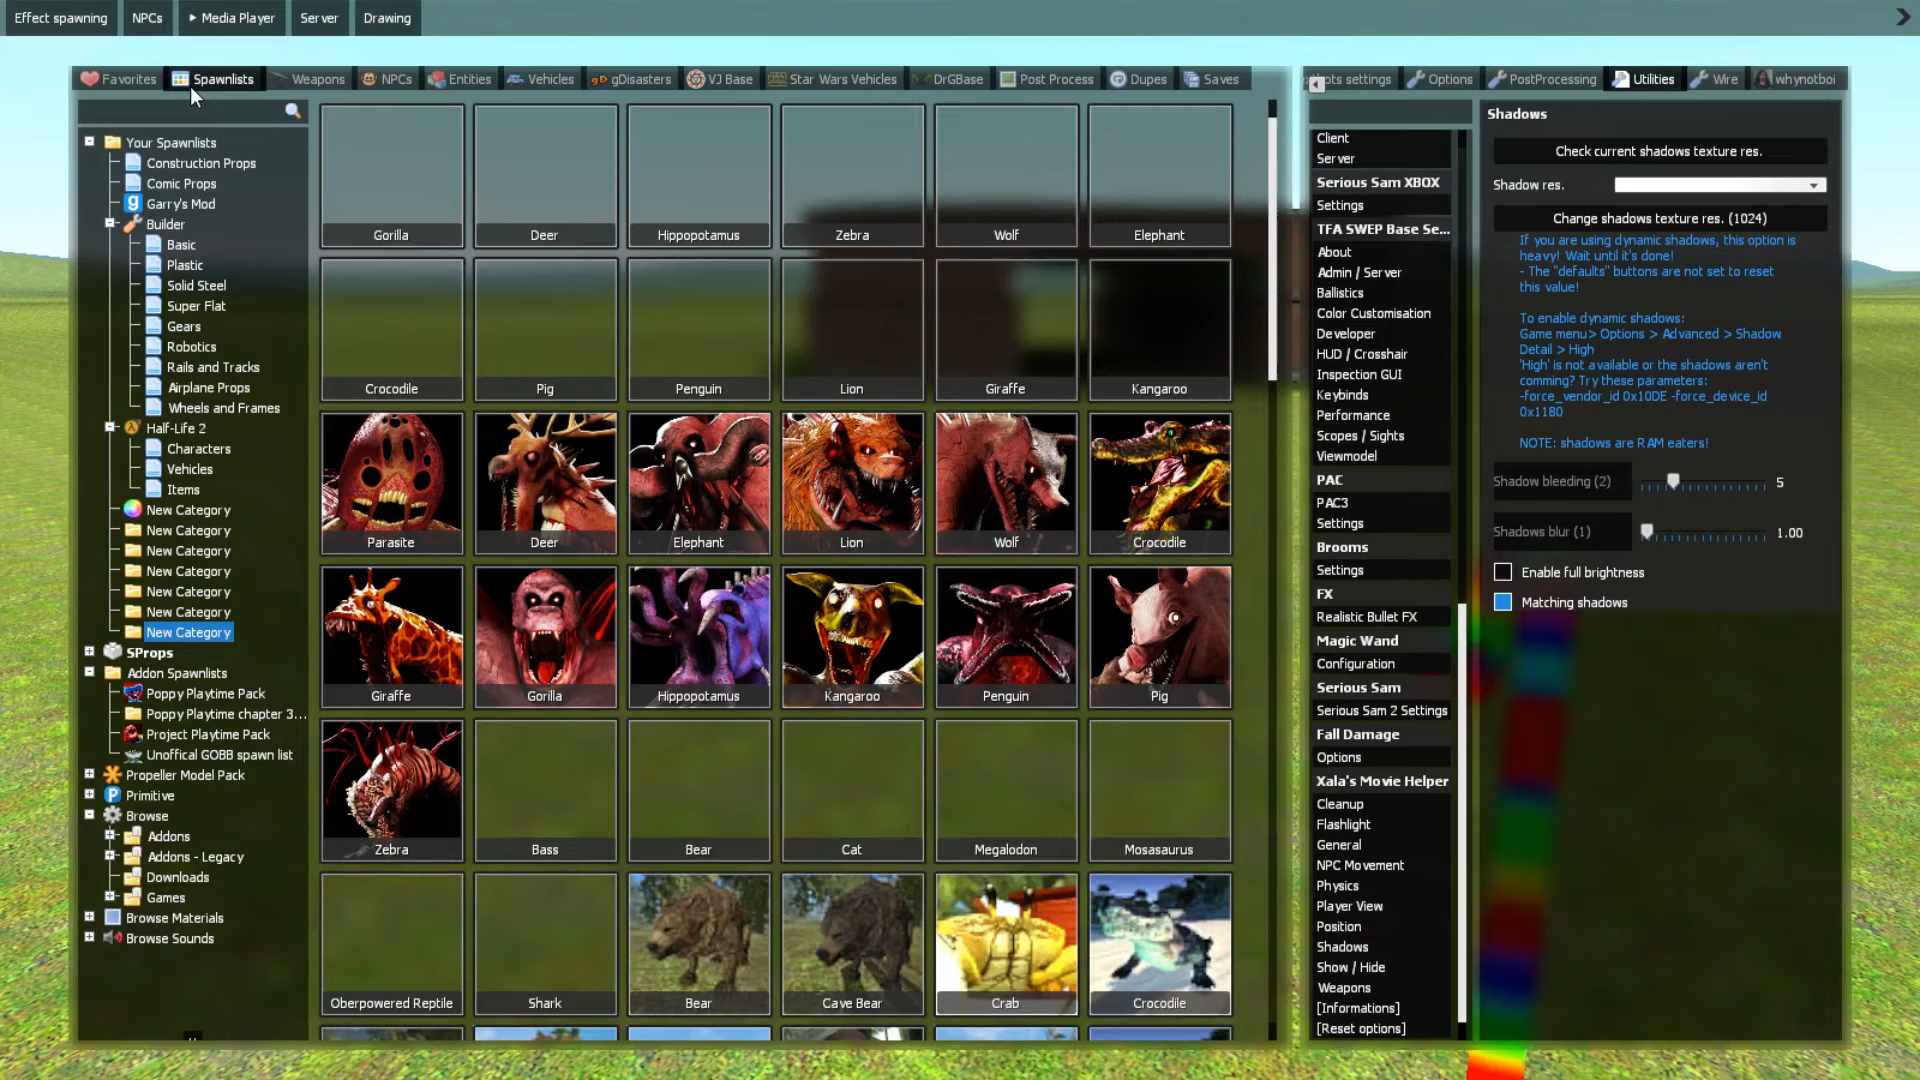 Effect spawning
NPCs
Media Player
Server
Drawing
Favorites
Spawnlists
Weapons
NPCs
Entities
Vehicles
gDisasters
VJ Base
Star Wars Vehicles
DrGBase
Post Process
Dupes
Saves
Your Spawnlists
Construction Props
Comic Props
Garry's Mod
Builder
Basic
Plastic
Solid Steel
Super Flat
Gears
Robotics
Rails and Tracks
Airplane Props
Wheels and Frames
Half-Life 2
Characters
Vehicles
Items
New Category
New Category
New Category
New Category
New Category
New Category
New Category
SProps
Addon Spawnlists
Poppy Playtime Pack
Poppy Playtime chapter 3...
Project Playtime Pack
Unoffical GOBB spawn list
Propeller Model Pack
Primitive
Browse
Addons
Addons - Legacy
Downloads
Games
Browse Materials
Browse Sounds
Gorilla
Deer
Hippopotamus
Zebra
Wolf
Elephant
Crocodile
Pig
Penguin
Lion
Giraffe
Kangaroo
Parasite
Deer
Elephant
Lion
Wolf
Crocodile
Giraffe
Gorilla
Hippopotamus
Kangaroo
Penguin
Pig
Zebra
Bass
Bear
Cat
Megalodon
Mosasaurus
Oberpowered Reptile
Shark
Bear
Cave Bear
Crab
Crocodile
settings
Options
PostProcessing
Utilities
Wire
whynotboi
Client
Server
Serious Sam XBOX
Settings
TFA SWEP Base Se...
About
Admin / Server
Ballistics
Color Customisation
Developer
HUD / Crosshair
Inspection GUI
Keybinds
Performance
Scopes / Sights
Viewmodel
PAC
PAC3
Settings
Brooms
Settings
FX
Realistic Bullet FX
Magic Wand
Configuration
Serious Sam
Serious Sam 2 Settings
Fall Damage
Options
Xala's Movie Helper
Cleanup
Flashlight
General
NPC Movement
Physics
Player View
Position
Shadows
Show / Hide
Weapons
[Informations]
[Reset options]
Shadows
Check current shadows texture res.
Shadow res.
Change shadows texture res. (1024)
If you are using dynamic shadows, this option is
heavy! Wait until it's done!
- The "defaults" buttons are not set to reset
this value!
To enable dynamic shadows:
Game menu> Options > Advanced > Shadow
Detail > High
'High' is not available or the shadows aren't
comming? Try these parameters:
-force_vendor_id 0x10DE -force_device_id
0x1180
NOTE: shadows are RAM eaters!
Shadow bleeding (2) 5
Shadows blur (1) 1.00
Enable full brightness
Matching shadows